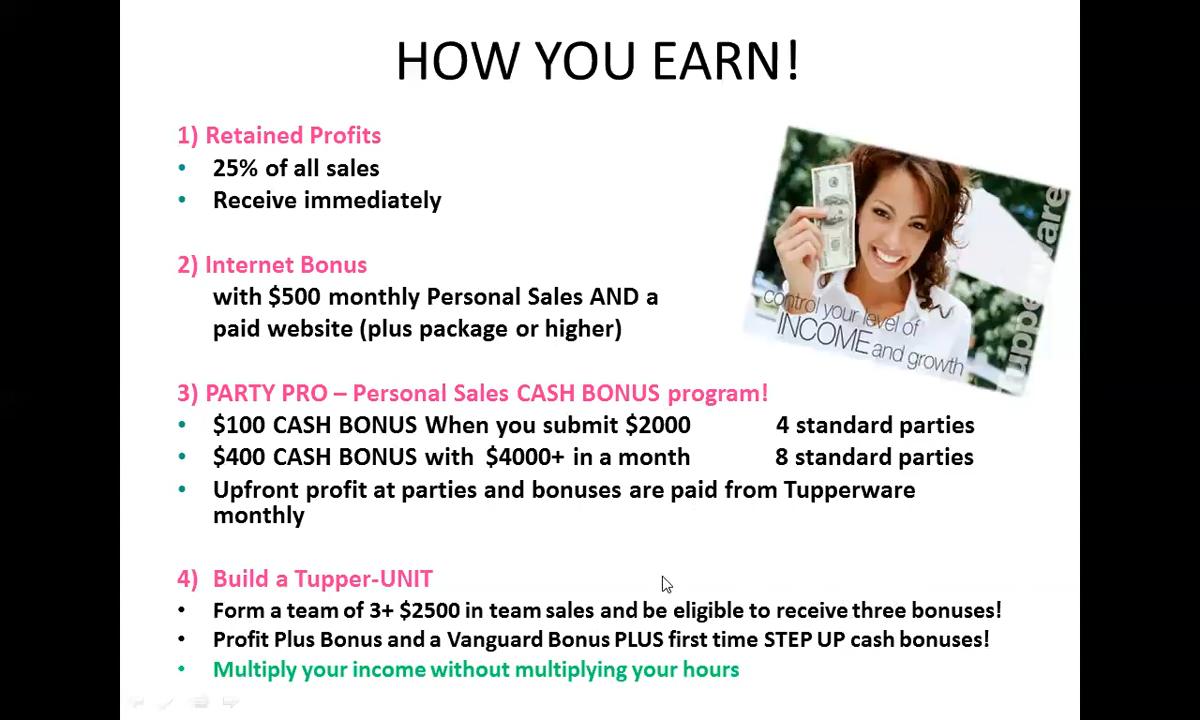 HOW YOU EARN!
1) Retained Profits
• 25% of all sales
• Receive immediately
2) Internet Bonus
with $500 monthly Personal Sales AND a
paid website (plus package or higher)
control your level of
INCOME and growth
tupperware
3) PARTY PRO – Personal Sales CASH BONUS program!
• $100 CASH BONUS When you submit $2000 4 standard parties
• $400 CASH BONUS with $4000+ in a month 8 standard parties
• Upfront profit at parties and bonuses are paid from Tupperware
monthly
4) Build a Tupper-UNIT
• Form a team of 3+ $2500 in team sales and be eligible to receive three bonuses!
• Profit Plus Bonus and a Vanguard Bonus PLUS first time STEP UP cash bonuses!
• Multiply your income without multiplying your hours